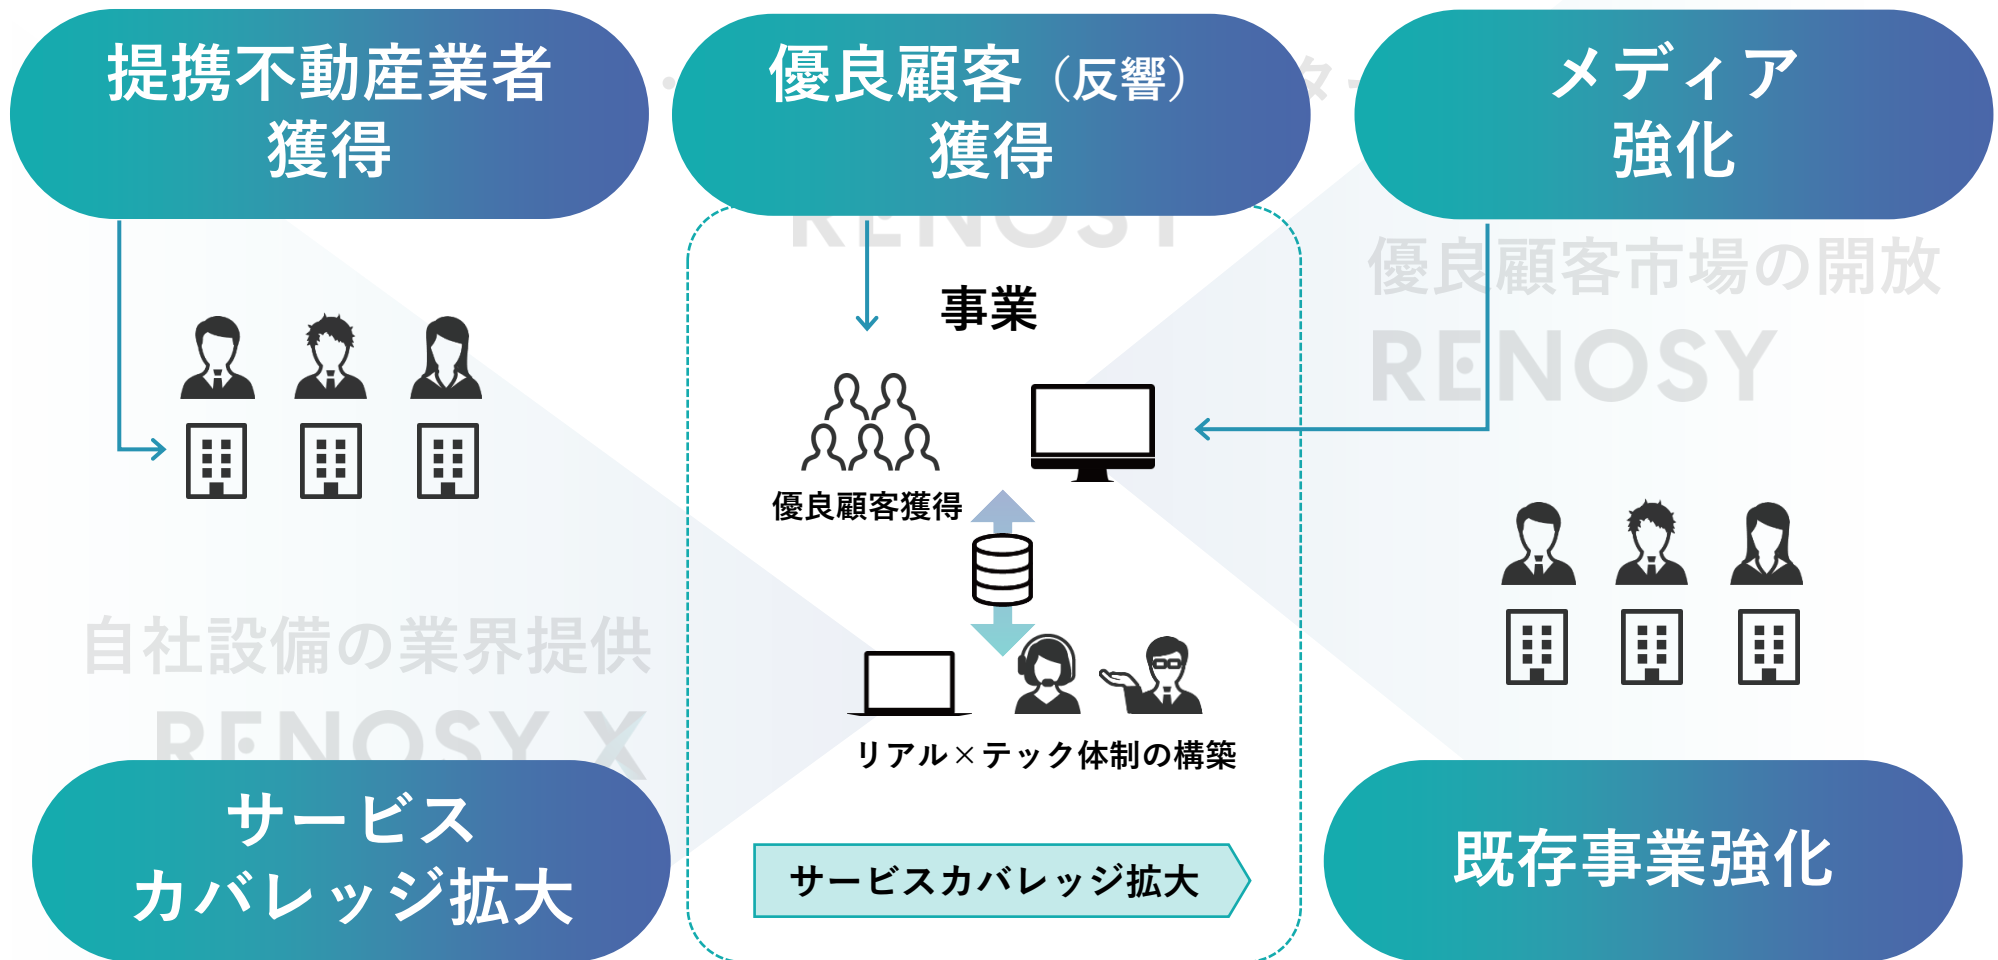 提携不動産業者
獲得
優良顧客（反響）
獲得
メディア
強化
RENOSY
事業
優良顧客獲得
リアル×テック体制の構築
サービスカバレッジ拡大
優良顧客市場の開放
RENOSY
自社設備の業界提供
RENOSY X
サービス
カバレッジ拡大
既存事業強化